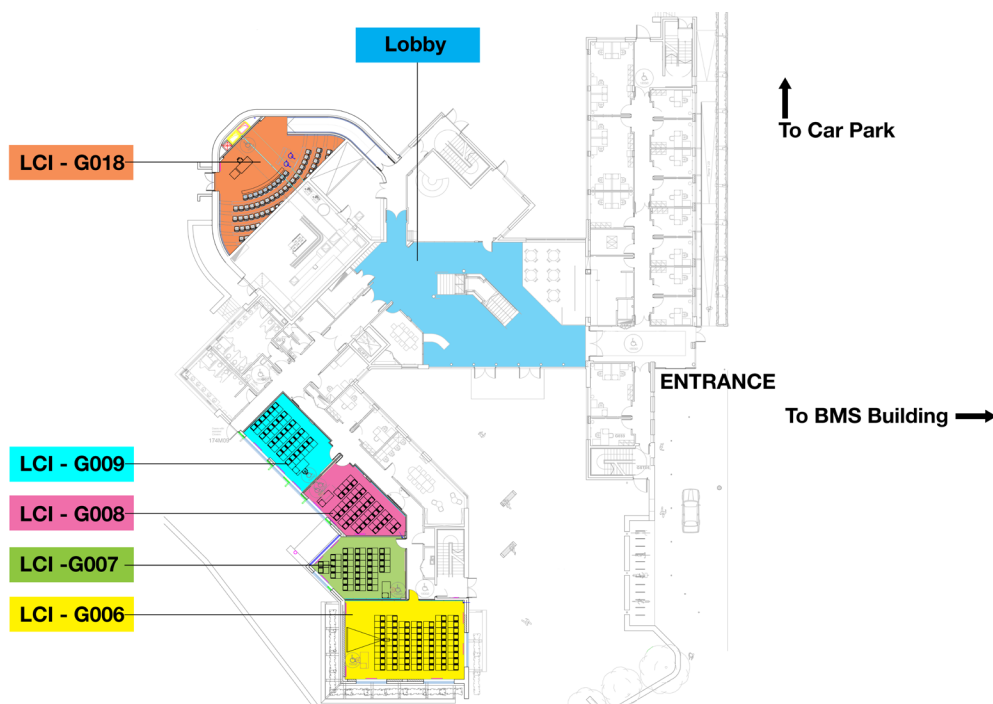 Lobby
To Car Park
LCI - G018
ENTRANCE
To BMS Building
LCI - G009
LCI - G008
LCI -G007
LCI - G006